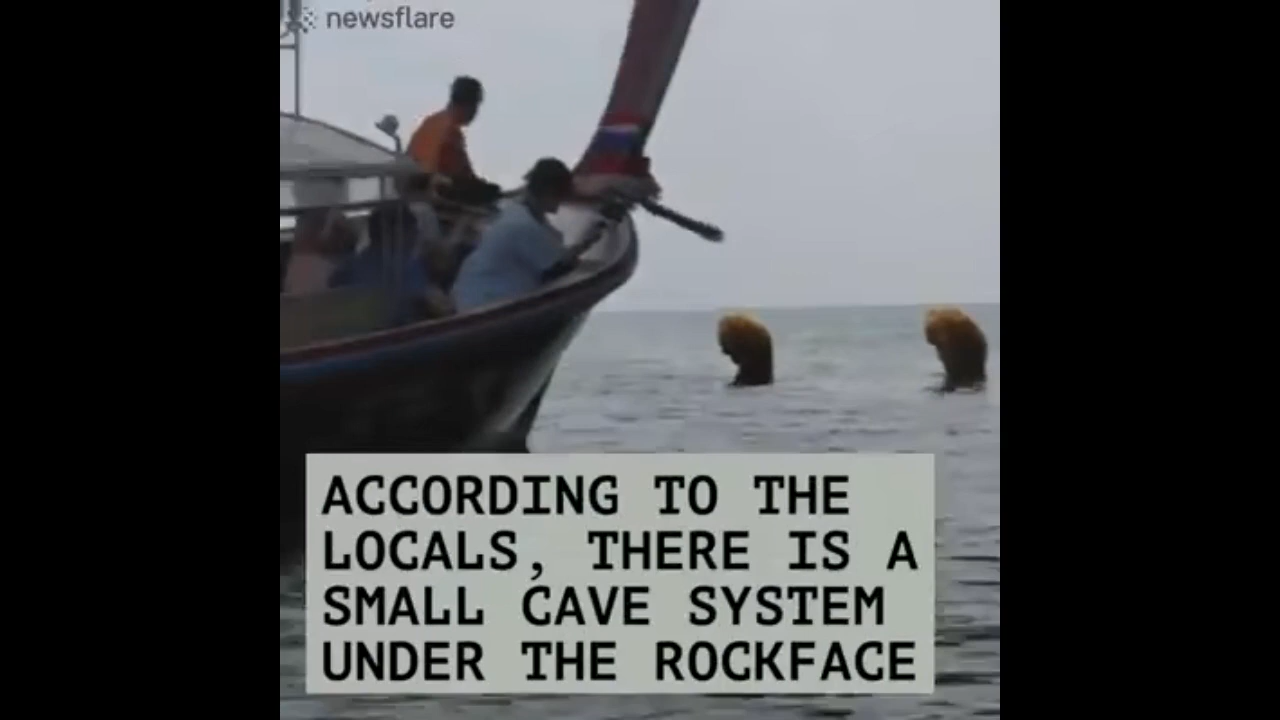 newsflare
ACCORDING TO THE
LOCALS, THERE IS A
SMALL CAVE SYSTEM
UNDER THE ROCKFACE